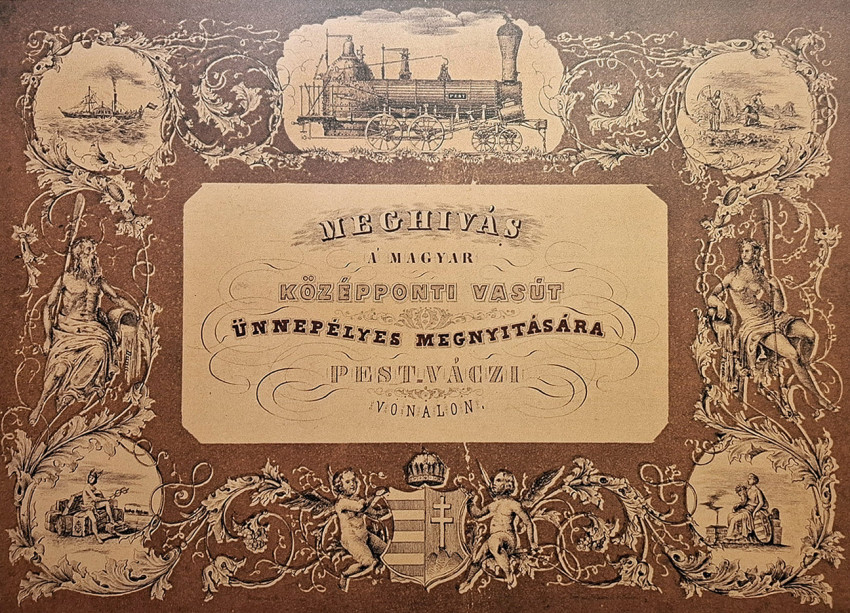 MEGHIVÁS
A' MAGYAR
KÖZÉPPONTI VASÚT
ÜNNEPÉLYES MEGNYITÁSÁRA
PEST-VÁCZI
VONALON.